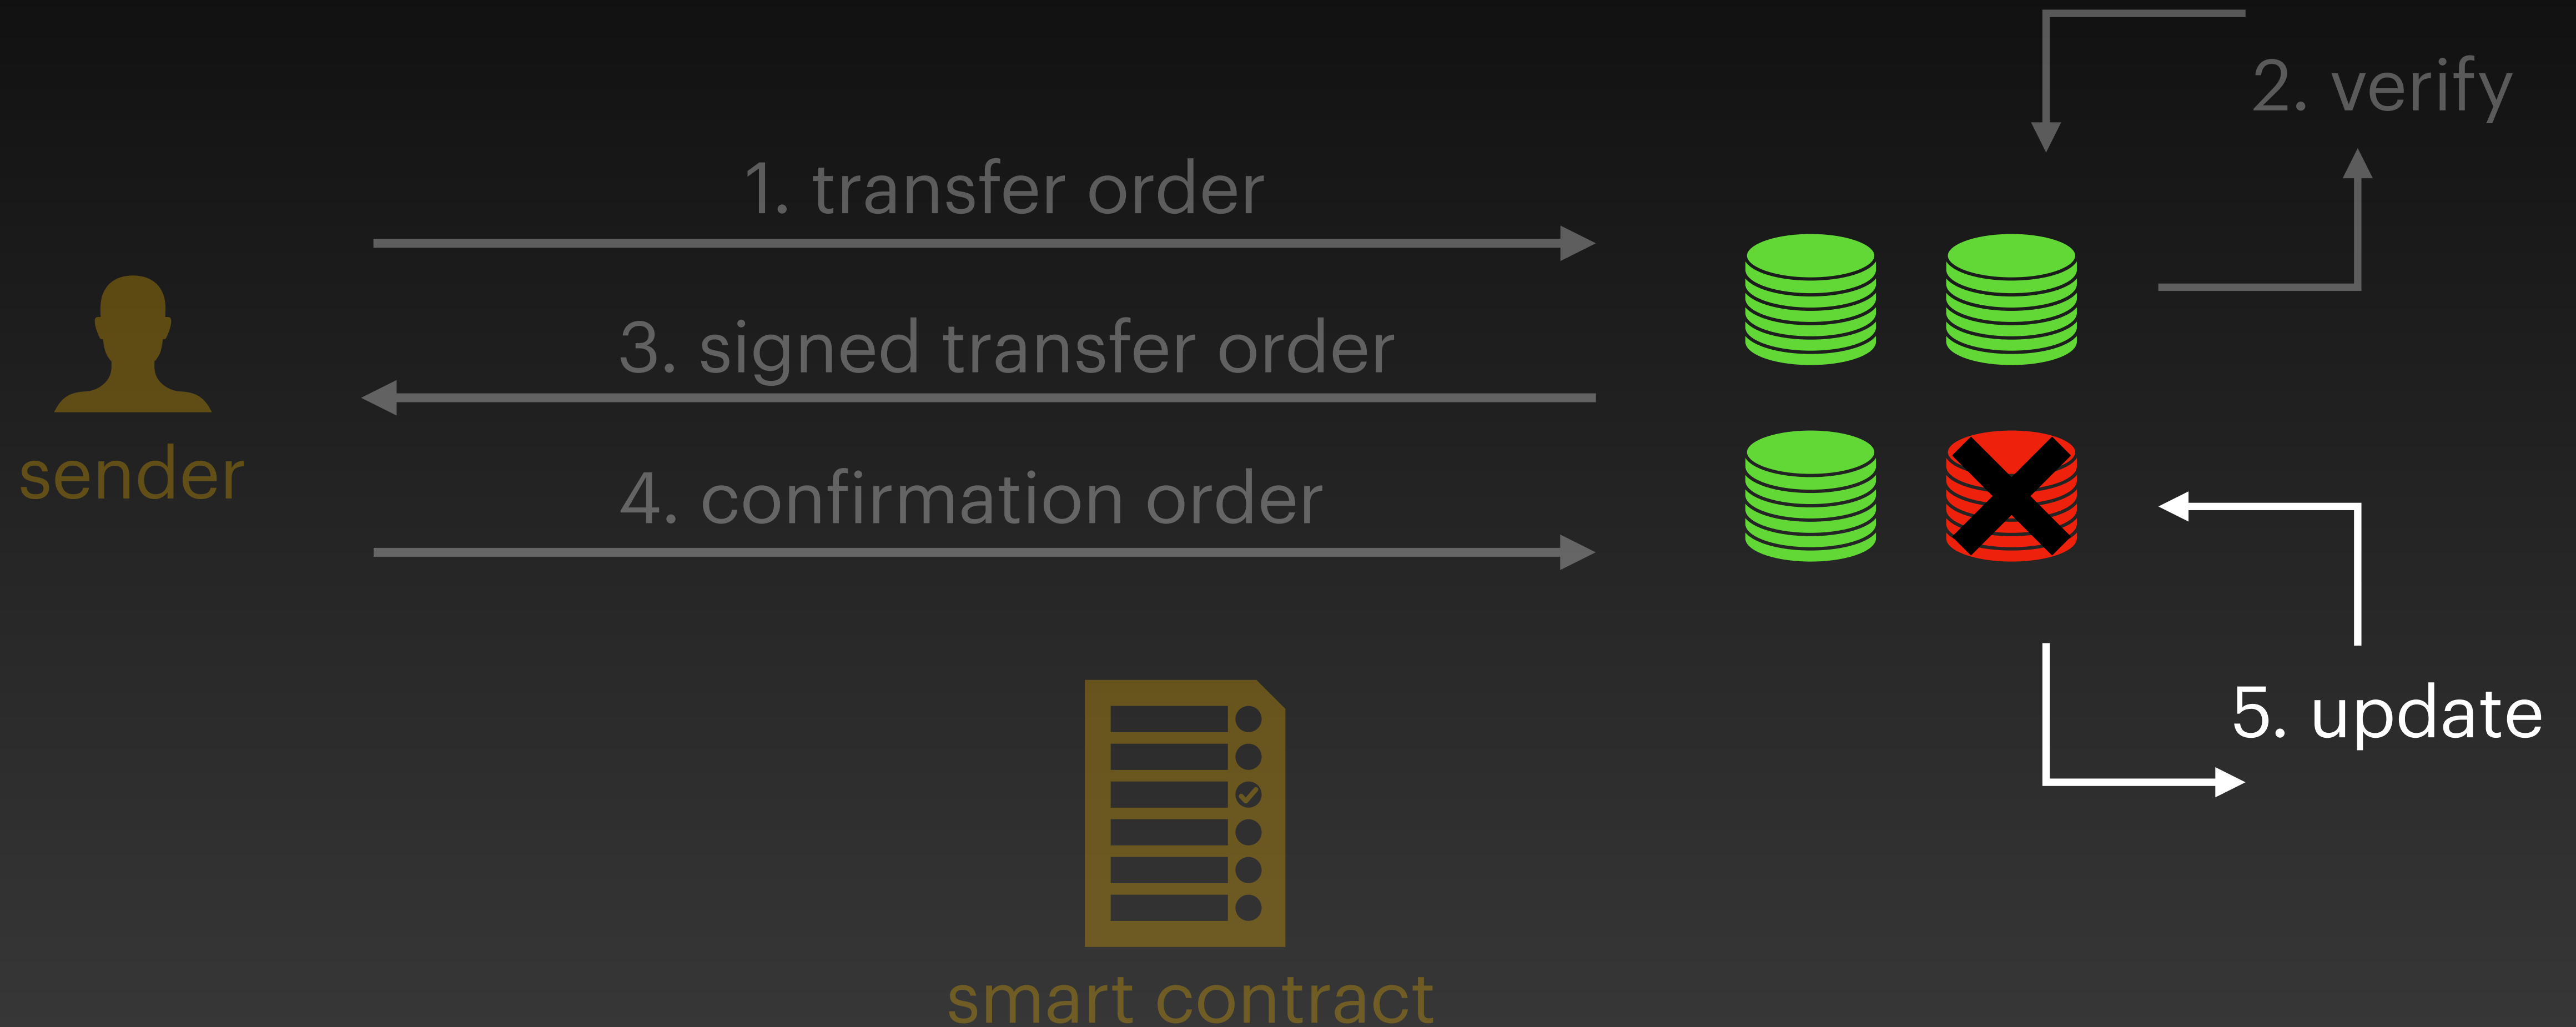 2. verify
1. transfer order
3. signed transfer order
sender
4. confirmation order
5. update
smart contract